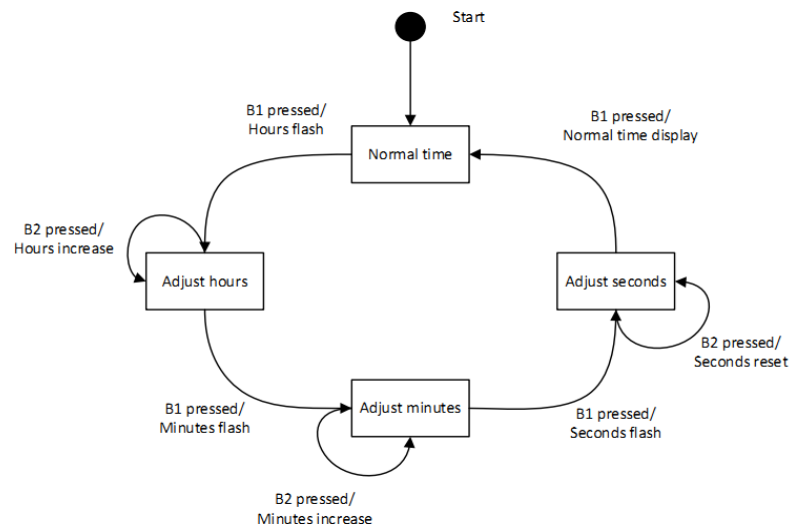 Start
B1 pressed/
Hours flash
B1 pressed/
Normal time display
Normal time
B2 pressed/
Hours increase
Adjust hours
Adjust seconds
B2 pressed/
Seconds reset
B1 pressed/
Minutes flash
Adjust minutes
B1 pressed/
Seconds flash
B2 pressed/
Minutes increase